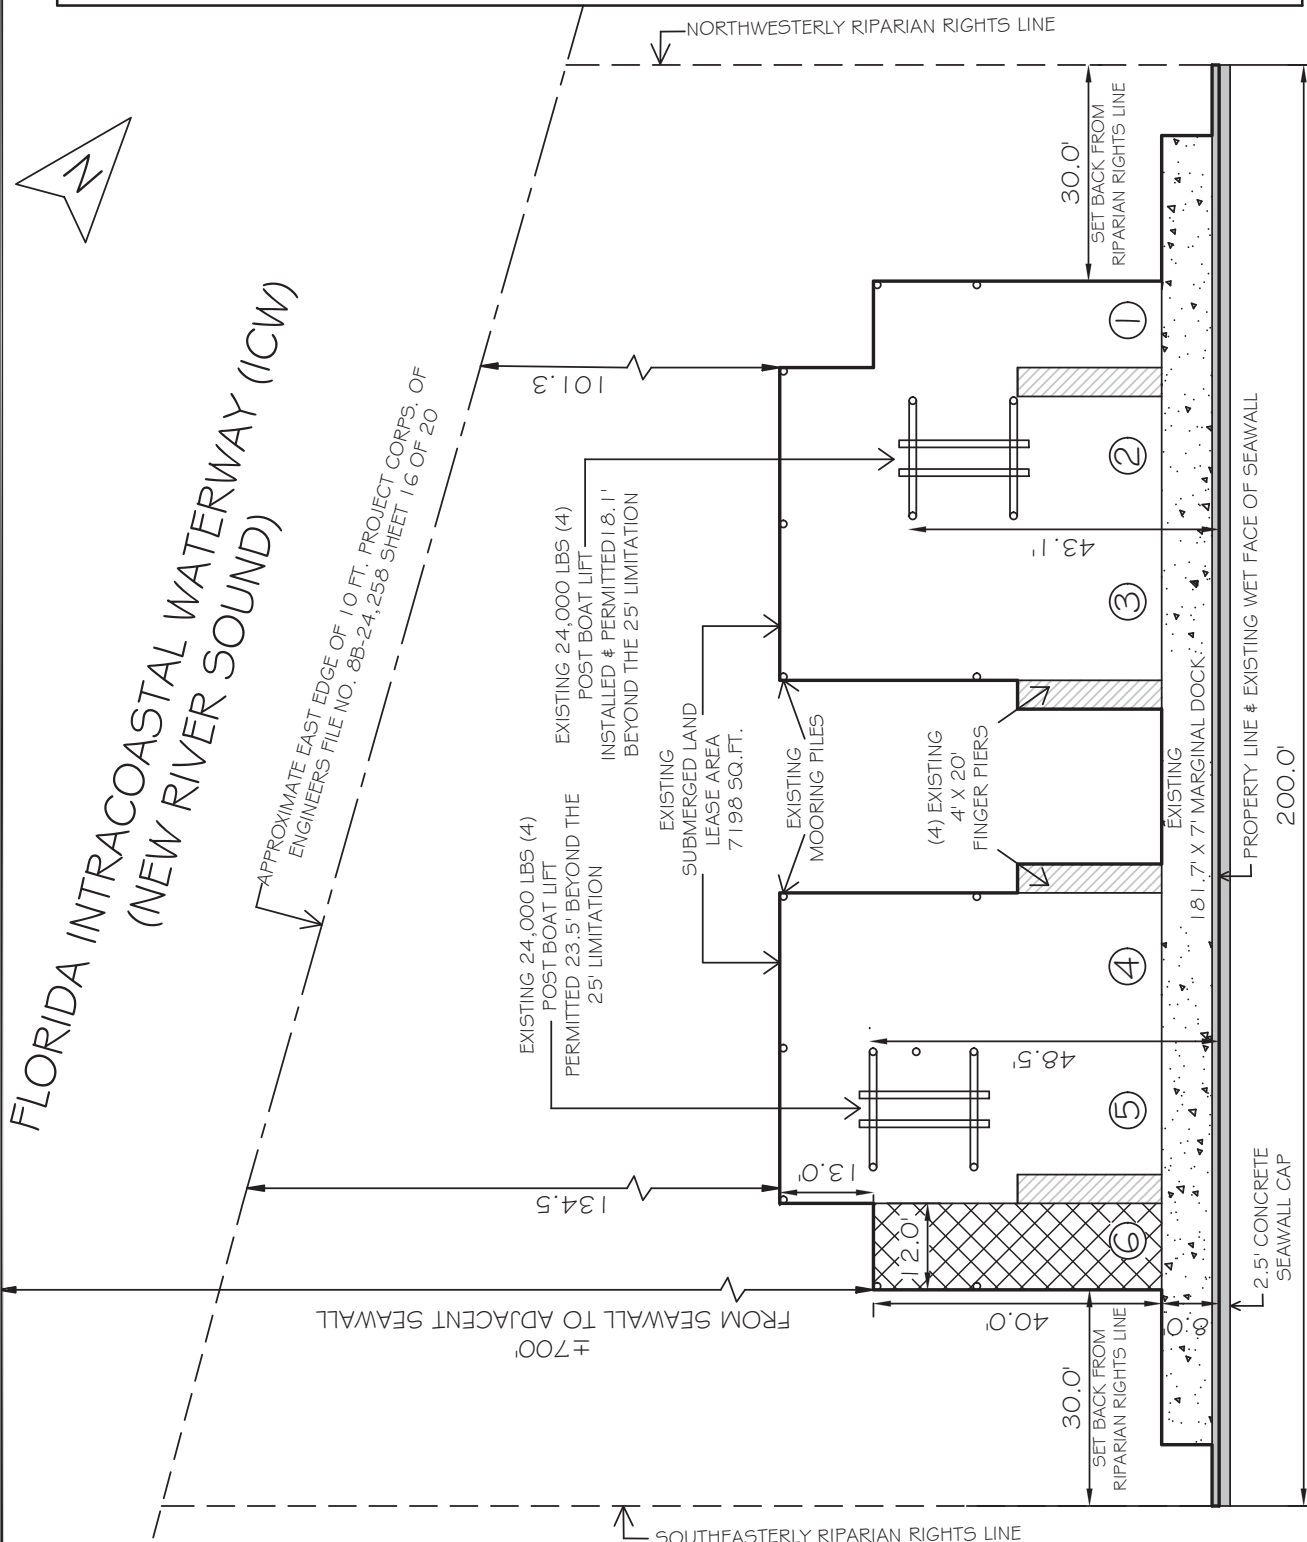 NORTHWESTERLY RIPARIAN RIGHTS LINE
N
FLORIDA INTRACOASTAL WATERWAY (ICW)
(NEW RIVER SOUND)
APPROXIMATE EAST EDGE OF 10 FT. PROJECT CORPS. OF
ENGINEERS FILE NO. 8B-24,258 SHEET 16 OF 20
30.0'
SET BACK FROM
RIPARIAN RIGHTS LINE
101.3
EXISTING 24,000 LBS (4)
POST BOAT LIFT
INSTALLED & PERMITTED 18.1'
BEYOND THE 25' LIMITATION
EXISTING 24,000 LBS (4)
POST BOAT LIFT
PERMITTED 23.5' BEYOND THE
25' LIMITATION
EXISTING
SUBMERGED LAND
LEASE AREA
7198 SQ.FT.
EXISTING
MOORING PILES
(4) EXISTING
4' X 20'
FINGER PIERS
43.1'
48.5'
1
2
3
4
5
6
EXISTING
181.7' X 7' MARGINAL DOCK
PROPERTY LINE & EXISTING WET FACE OF SEAWALL
200.0'
134.5
13.0'
12.0'
±700'
FROM SEAWALL TO ADJACENT SEAWALL
40.0'
8.0'
30.0'
SET BACK FROM
RIPARIAN RIGHTS LINE
2.5' CONCRETE
SEAWALL CAP
SOUTHEASTERLY RIPARIAN RIGHTS LINE